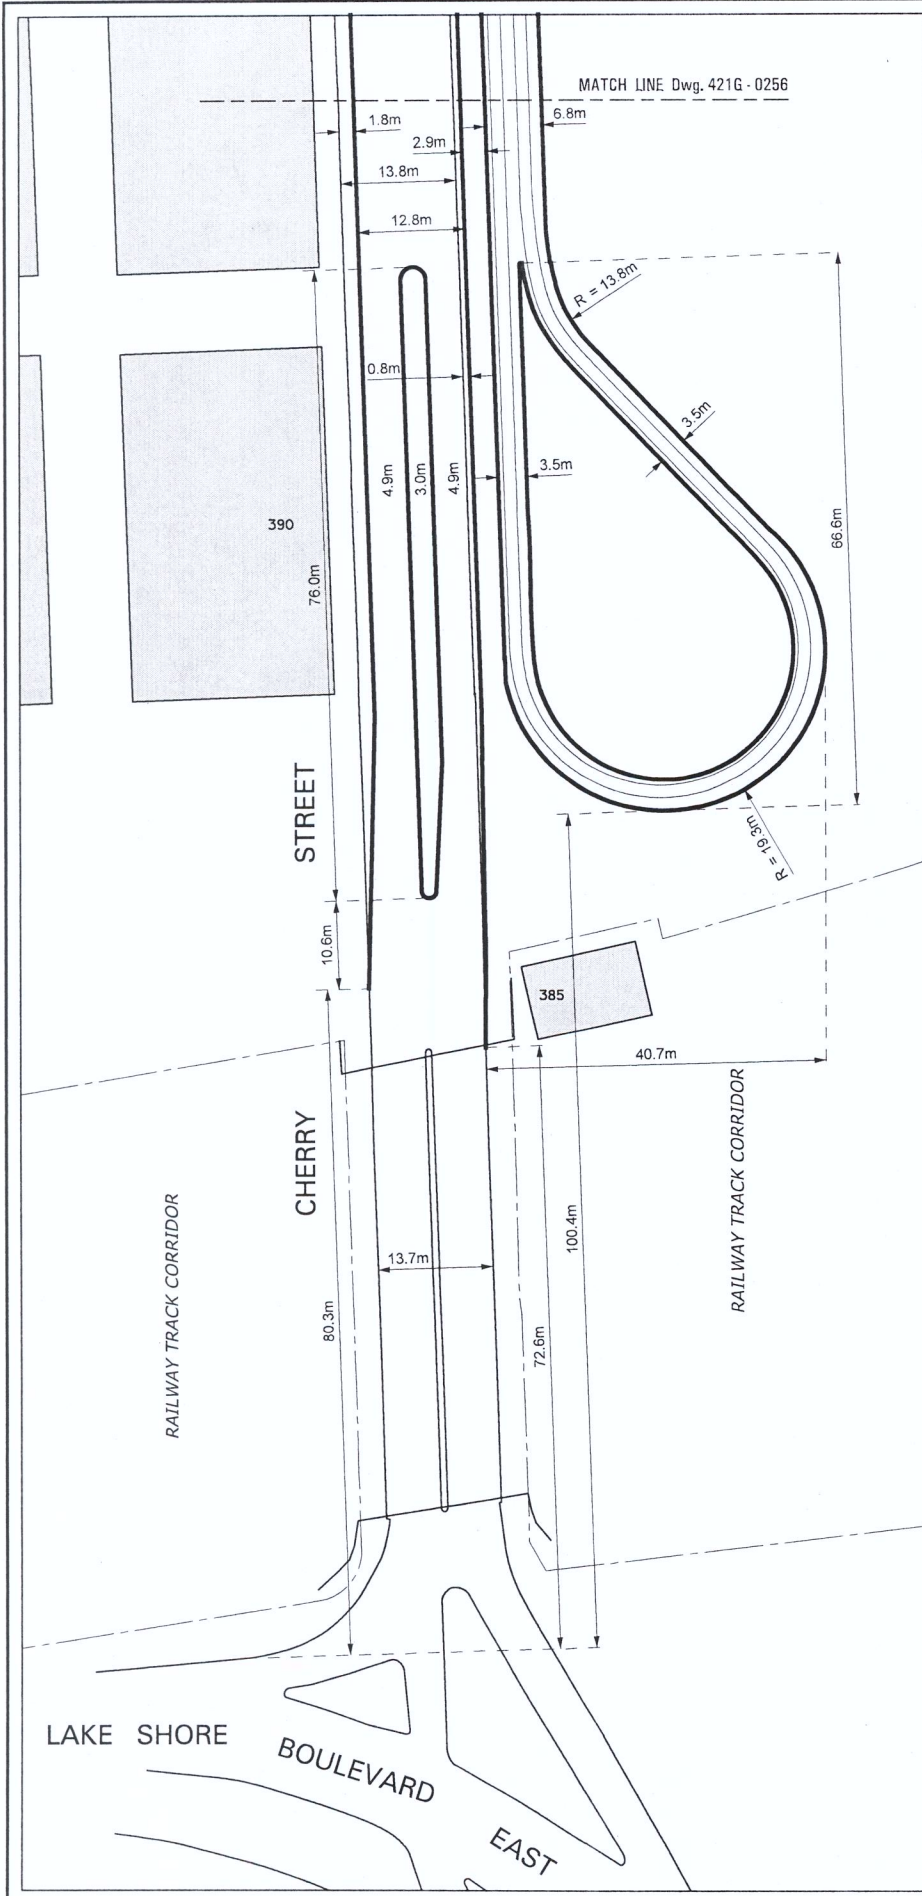 MATCH LINE Dwg. 421G - 0256
1.8m
6.8m
2.9m
13.8m
12.8m
R = 13.8m
0.8m
3.5m
4.9m
3.0m
4.9m
3.5m
66.6m
390
76.0m
STREET
R = 19.3m
10.6m
385
40.7m
CHERRY
RAILWAY TRACK CORRIDOR
RAILWAY TRACK CORRIDOR
100.4m
13.7m
80.3m
72.6m
LAKE SHORE
BOULEVARD
EAST